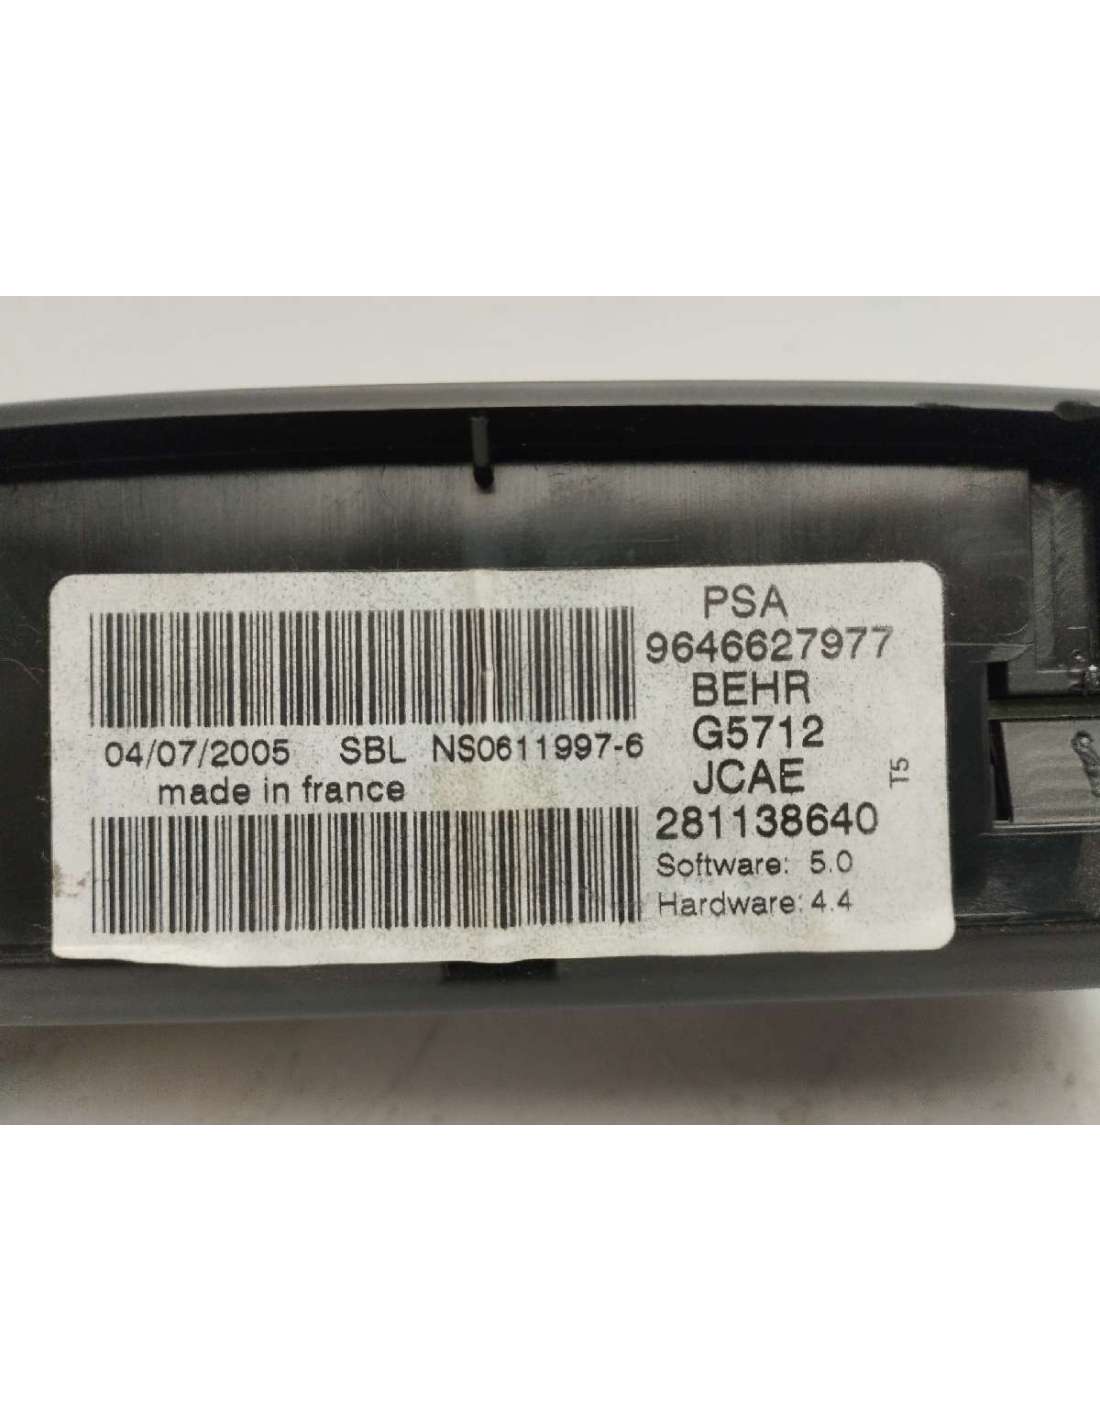 PSA
9646627977
BEHR
04/07/2005 SBL NS0611997-6 G5712
made in france JCAE T5
281138640
Software: 5.0
Hardware: 4.4